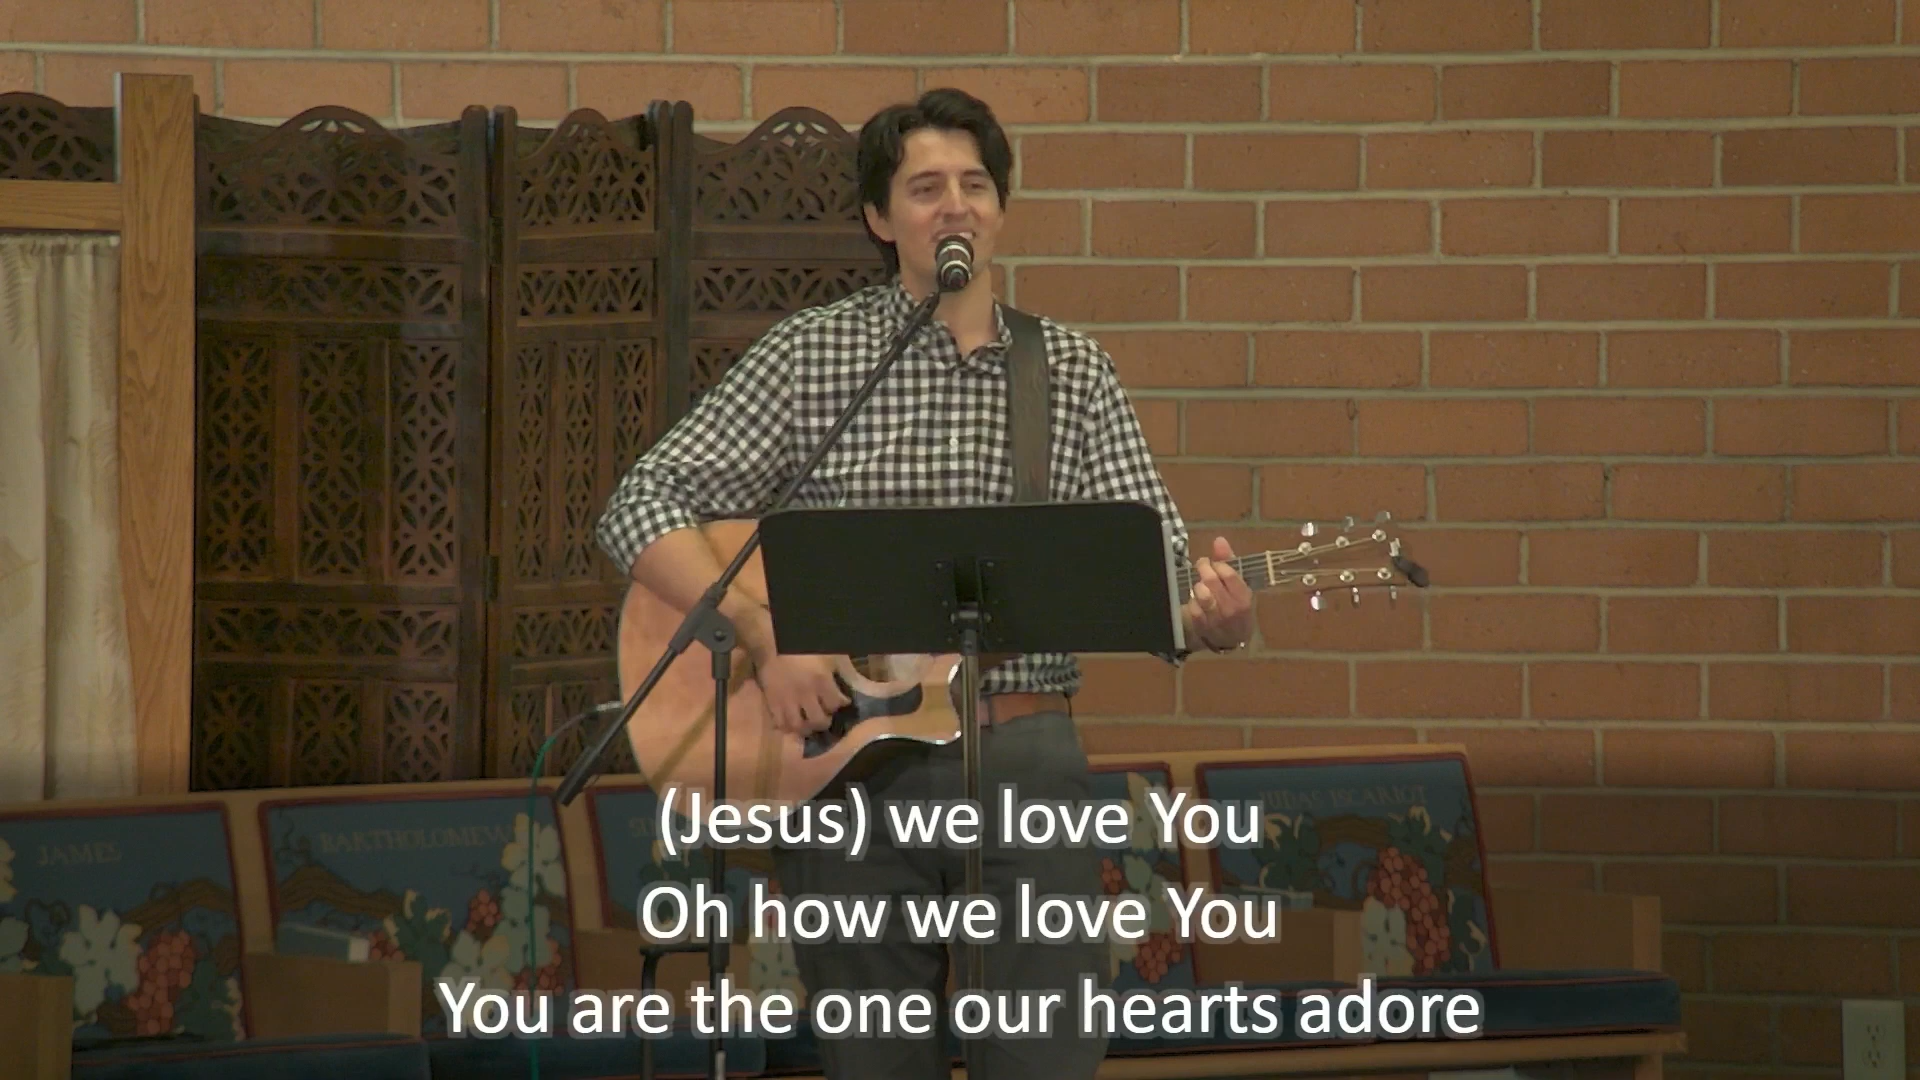 JAMES
BARTHOLOMEW
JUDAS ISCARIOT
(Jesus) we love You
Oh how we love You
You are the one our hearts adore